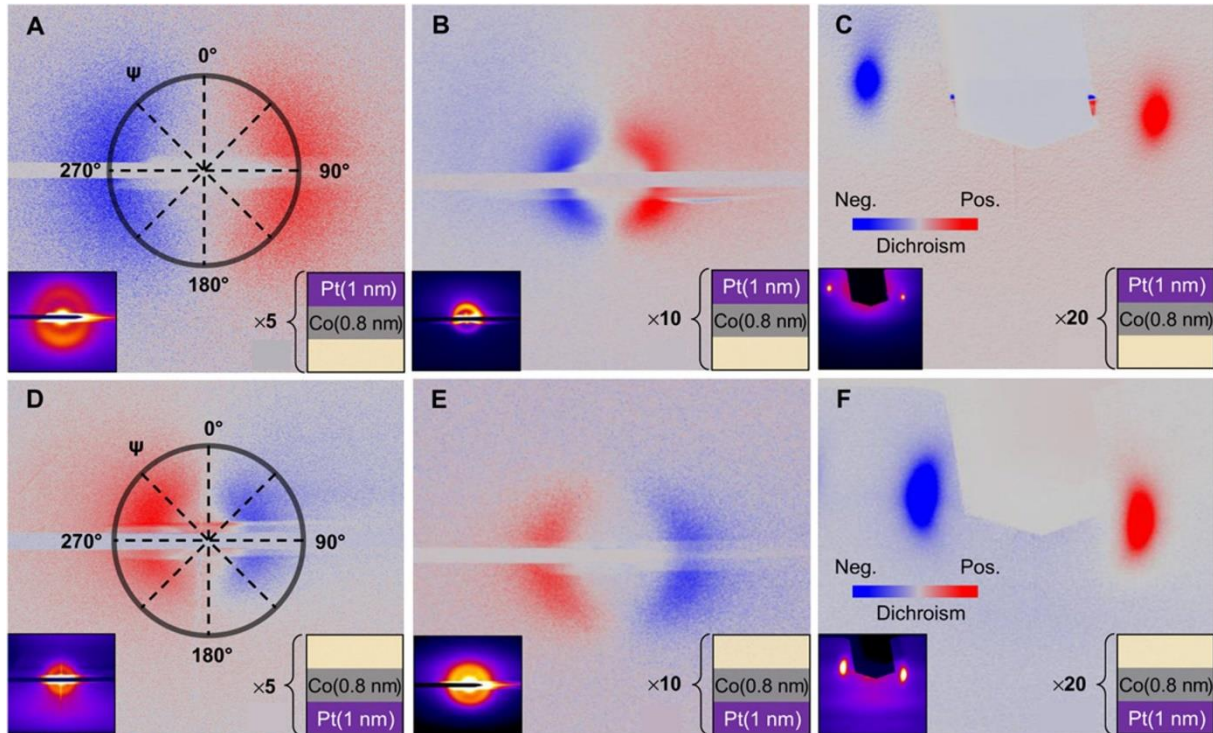 A
0°
Ψ
270°
90°
180°
×5
Pt(1 nm)
Co(0.8 nm)
B
×10
Pt(1 nm)
Co(0.8 nm)
C
Neg. Pos.
Dichroism
×20
Pt(1 nm)
Co(0.8 nm)
D
0°
Ψ
270°
90°
180°
×5
Co(0.8 nm)
Pt(1 nm)
E
×10
Co(0.8 nm)
Pt(1 nm)
F
Neg. Pos.
Dichroism
×20
Co(0.8 nm)
Pt(1 nm)